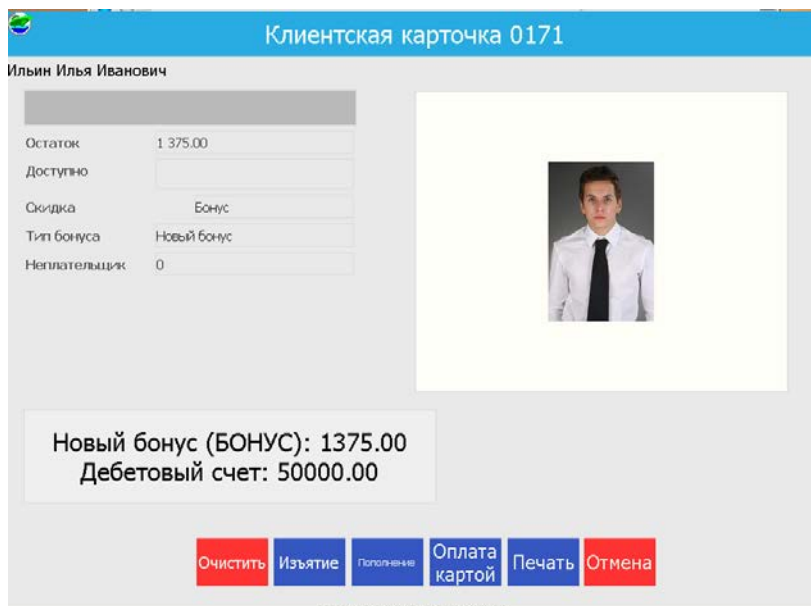 Клиентская карточка 0171
Ильин Илья Иванович
Остаток 1 375.00
Доступно
Скидка Бонус
Тип бонуса Новый бонус
Неплательщик 0
Новый бонус (БОНУС): 1375.00
Дебетовый счет: 50000.00
Очистить Изъятие Пополнение Оплата картой Печать Отмена